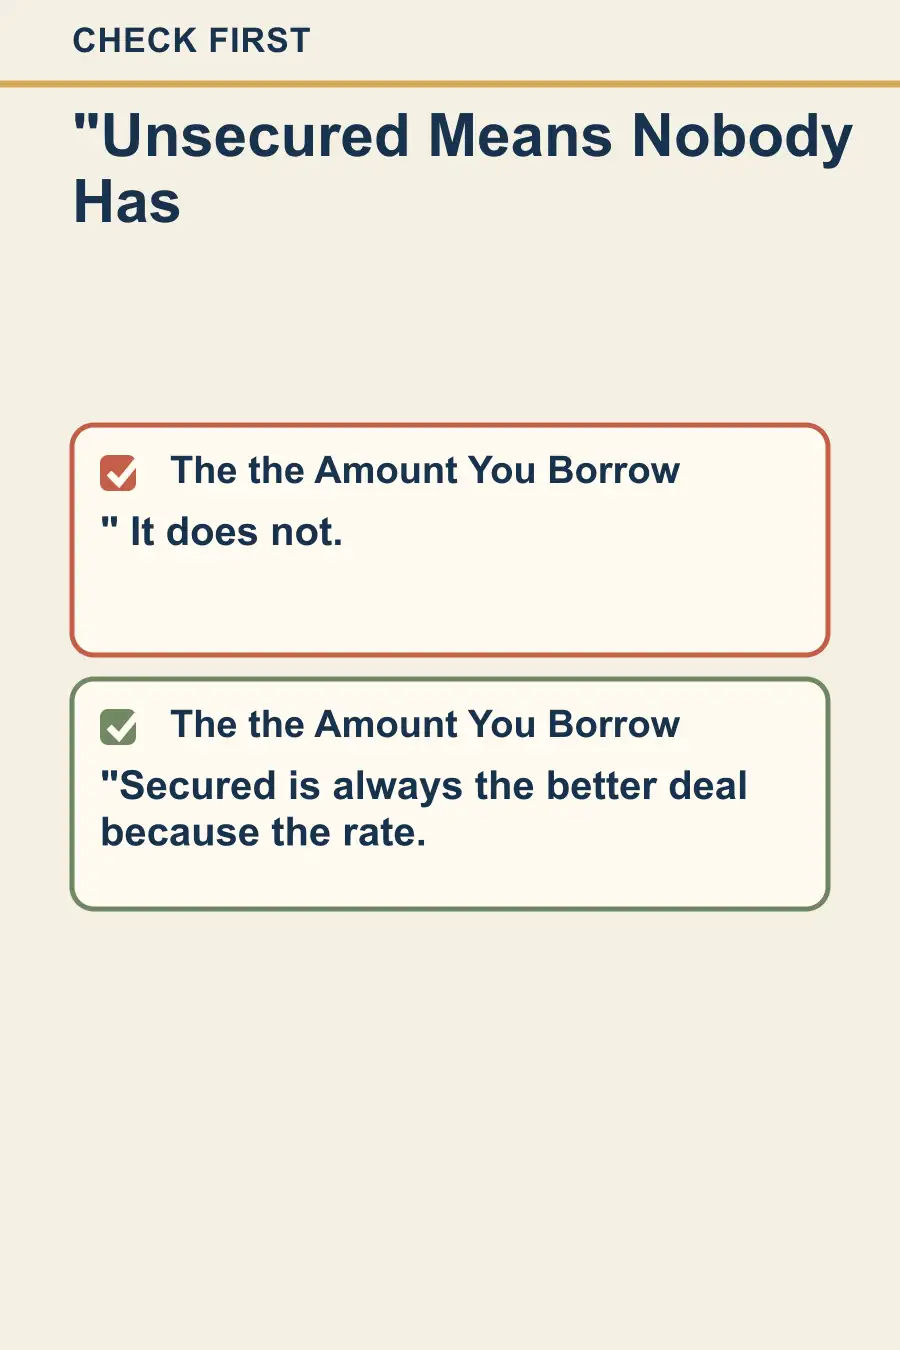 CHECK FIRST
"Unsecured Means Nobody
Has
The the Amount You Borrow
" It does not.
The the Amount You Borrow
"Secured is always the better deal
because the rate.